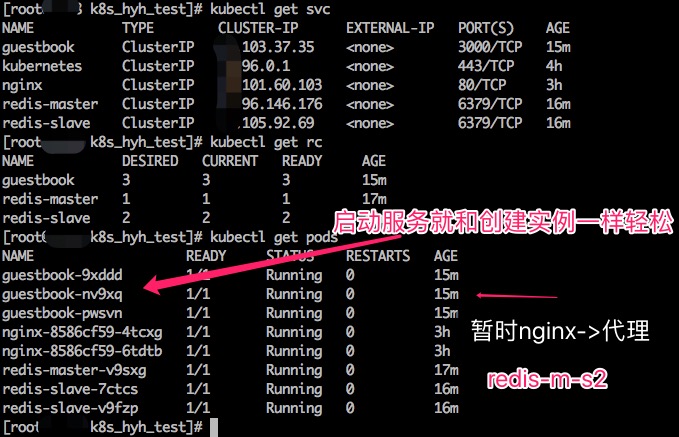 [root k8s_hyh_test]# kubectl get svc
NAME TYPE CLUSTER-IP EXTERNAL-IP PORT(S) AGE
guestbook ClusterIP 103.37.35 <none> 3000/TCP 15m
kubernetes ClusterIP 96.0.1 <none> 443/TCP 4h
nginx ClusterIP 101.60.103 <none> 80/TCP 3h
redis-master ClusterIP 96.146.176 <none> 6379/TCP 16m
redis-slave ClusterIP .105.92.69 <none> 6379/TCP 16m
[root k8s_hyh_test]# kubectl get rc
NAME DESIRED CURRENT READY AGE
guestbook 3 3 3 15m
redis-master 1 1 1 17m
redis-slave 2 2 2 16m
启动服务就和创建实例一样轻松
[root k8s_hyh_test]# kubectl get pods
NAME READY STATUS RESTARTS AGE
guestbook-9xddd 1/1 Running 0 15m
guestbook-nv9xq 1/1 Running 0 15m
guestbook-pwsvn 1/1 Running 0 15m
nginx-8586cf59-4tcxg 1/1 Running 0 3h
暂时nginx->代理
nginx-8586cf59-6tdtb 1/1 Running 0 3h
redis-master-v9sxg 1/1 Running 0 17m
redis-m-s2
redis-slave-7ctcs 1/1 Running 0 16m
redis-slave-v9fzp 1/1 Running 0 16m
[root k8s_hyh_test]#